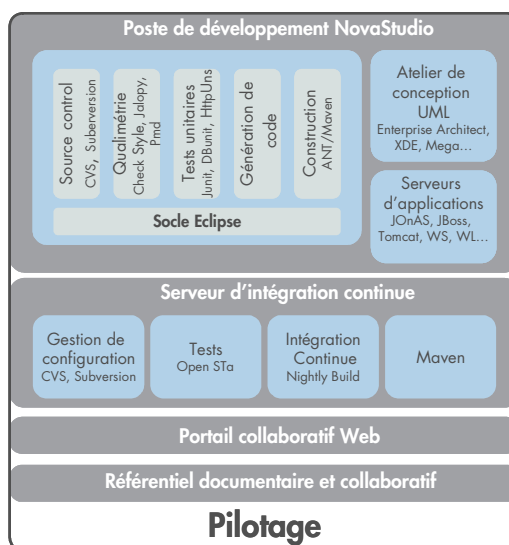 Poste de développement NovaStudio
Source control
CVS, Suberversion
Qualimétrie
Check Style, Jalopy,
Pmd
Tests unitaires
Junit, DBunit, HttpUns
Génération de
code
Construction
ANT/Maven
Socle Eclipse
Atelier de
conception
UML
Enterprise Architect,
XDE, Mega...
Serveurs
d'applications
JOnAS, JBoss,
Tomcat, WS, WL...
Serveur d'intégration continue
Gestion de
configuration
CVS, Subversion
Tests
Open STa
Intégration
Continue
Nightly Build
Maven
Portail collaboratif Web
Référentiel documentaire et collaboratif
Pilotage